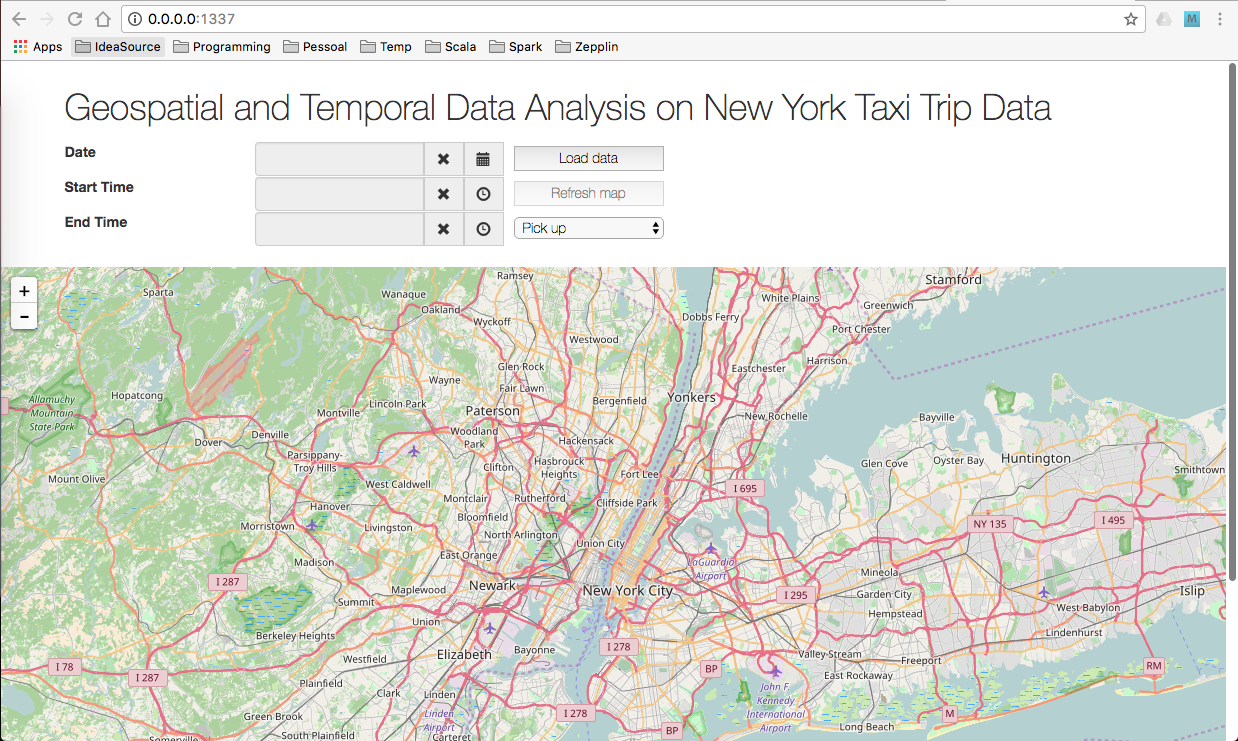 0.0.0.0:1337
M
Apps IdeaSource Programming Pessoal Temp Scala Spark Zepplin
Geospatial and Temporal Data Analysis on New York Taxi Trip Data
Date
Load data
Start Time
Refresh map
End Time
Pick up
+
-
Sparta
Ramsey
Wanaque
Oakland
Wyckoff
Westwood
Dobbs Ferry
White Plains
Stamford
Greenwich
Port Chester
Harrison
Eastchester
Glen Rock
Fair Lawn
Wayne
Allamuchy
Mountain
State Park
Hopatcong
Lincoln Park
Montville
Paterson
Bergenfield
Yonkers
New Rochelle
Bayville
Denville
Dover
Woodland
Park
Hackensack
Parsippany-
Troy Hills
Clifton
Hasbrouck
Heights
Fort Lee
Glen Cove
Oyster Bay
Huntington
Smithtown
Mount Olive
West Caldwell
Hanover
Montclair
Rutherford
Cliffside Park
I 695
Bloomfield
Morristown
Livingston
North Arlington
Union City
NY 135
I 495
East Orange
LaGuardia
Airport
Madison
I 287
Newark
New York City
Maplewood
Summit
Mineola
Garden City
I 295
Islip
Hempstead
West Babylon
Union
Berkeley Heights
Lindenhurst
I 78
I 287
Westfield
Elizabeth
Bayonne
I 278
Valley-Stream
Freeport
BP
East Rockaway
RM
Plainfield
Clark
Linden
John F.
Kennedy
International
Airport
Green Brook
Linden
Airport
I 278
M
BP
Long Beach
South Plainfield
Carteret
Somerville